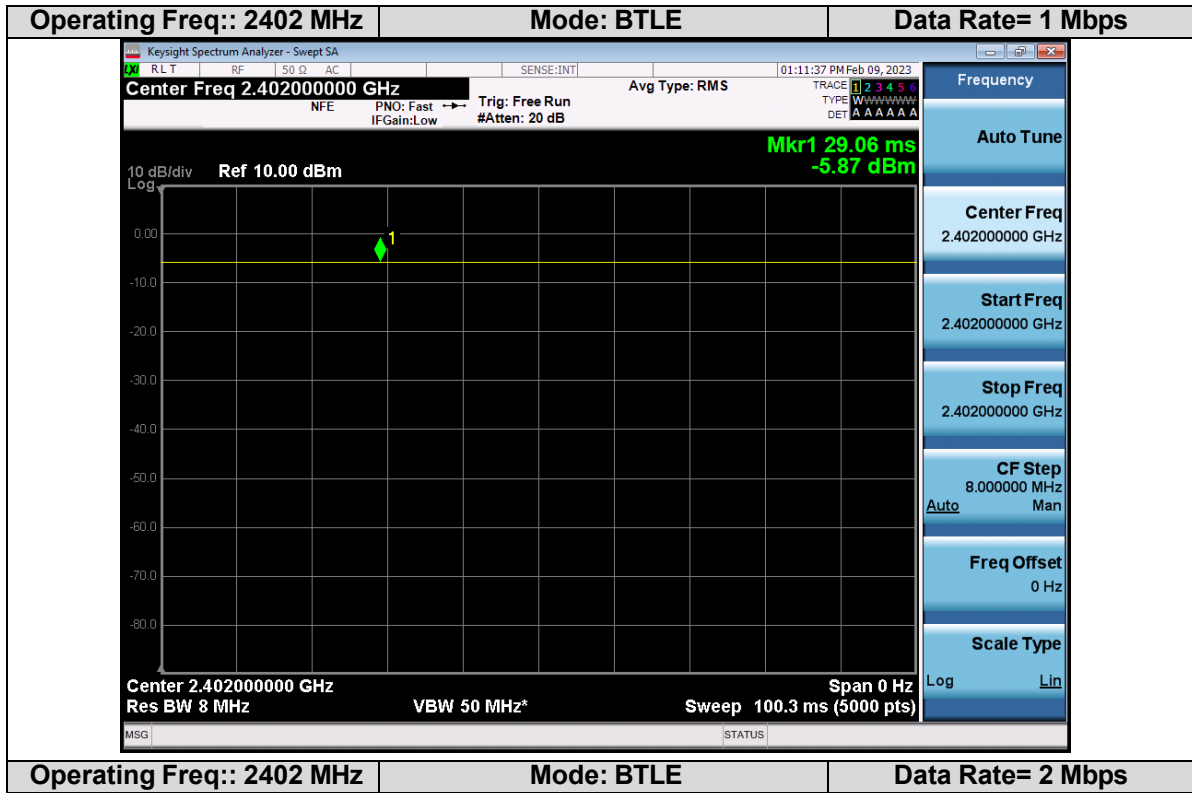 Operating Freq:: 2402 MHz Mode: BTLE Data Rate= 1 Mbps
Keysight Spectrum Analyzer - Swept SA
LXI RLT RF 50 Ω AC SENSE:INT 01:11:37 PM Feb 09, 2023
Center Freq 2.402000000 GHz Avg Type: RMS TRACE 1 2 3 4 5 6
NFE PNO: Fast Trig: Free Run TYPE WWWWWW
IFGain:Low #Atten: 20 dB DET A A A A A A
Mkr1 29.06 ms
10 dB/div Ref 10.00 dBm -5.87 dBm
Log
1
0.00
-10.0
-20.0
-30.0
-40.0
-50.0
-60.0
-70.0
-80.0
Center 2.402000000 GHz Span 0 Hz
Res BW 8 MHz VBW 50 MHz* Sweep 100.3 ms (5000 pts)
MSG STATUS
Frequency
Auto Tune
Center Freq
2.402000000 GHz
Start Freq
2.402000000 GHz
Stop Freq
2.402000000 GHz
CF Step
8.000000 MHz
Auto Man
Freq Offset
0 Hz
Scale Type
Log Lin
Operating Freq:: 2402 MHz Mode: BTLE Data Rate= 2 Mbps